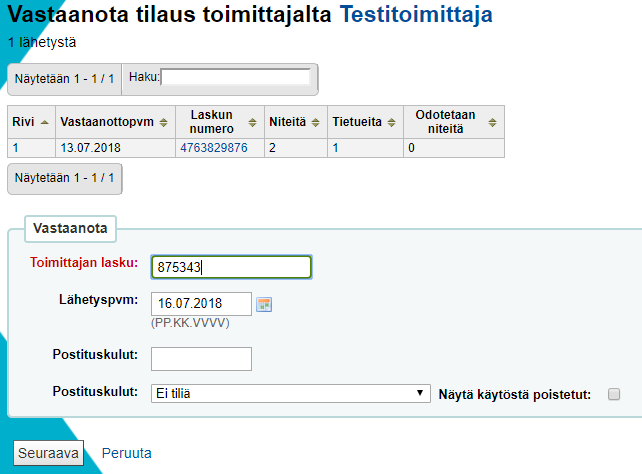 Vastaanota tilaus toimittajalta Testitoimittaja
1 lähetystä
Näytetään 1 - 1 / 1 Haku:
Rivi Vastaanottopvm Laskun numero Niteitä Tietueita Odotetaan niteitä
1 13.07.2018 4763829876 2 1 0
Näytetään 1 - 1 / 1
Vastaanota
Toimittajan lasku: 875343
Lähetyspvm: 16.07.2018
(PP.KK.VVVV)
Postituskulut:
Postituskulut: Ei tiliä Näytä käytöstä poistetut:
Seuraava Peruuta